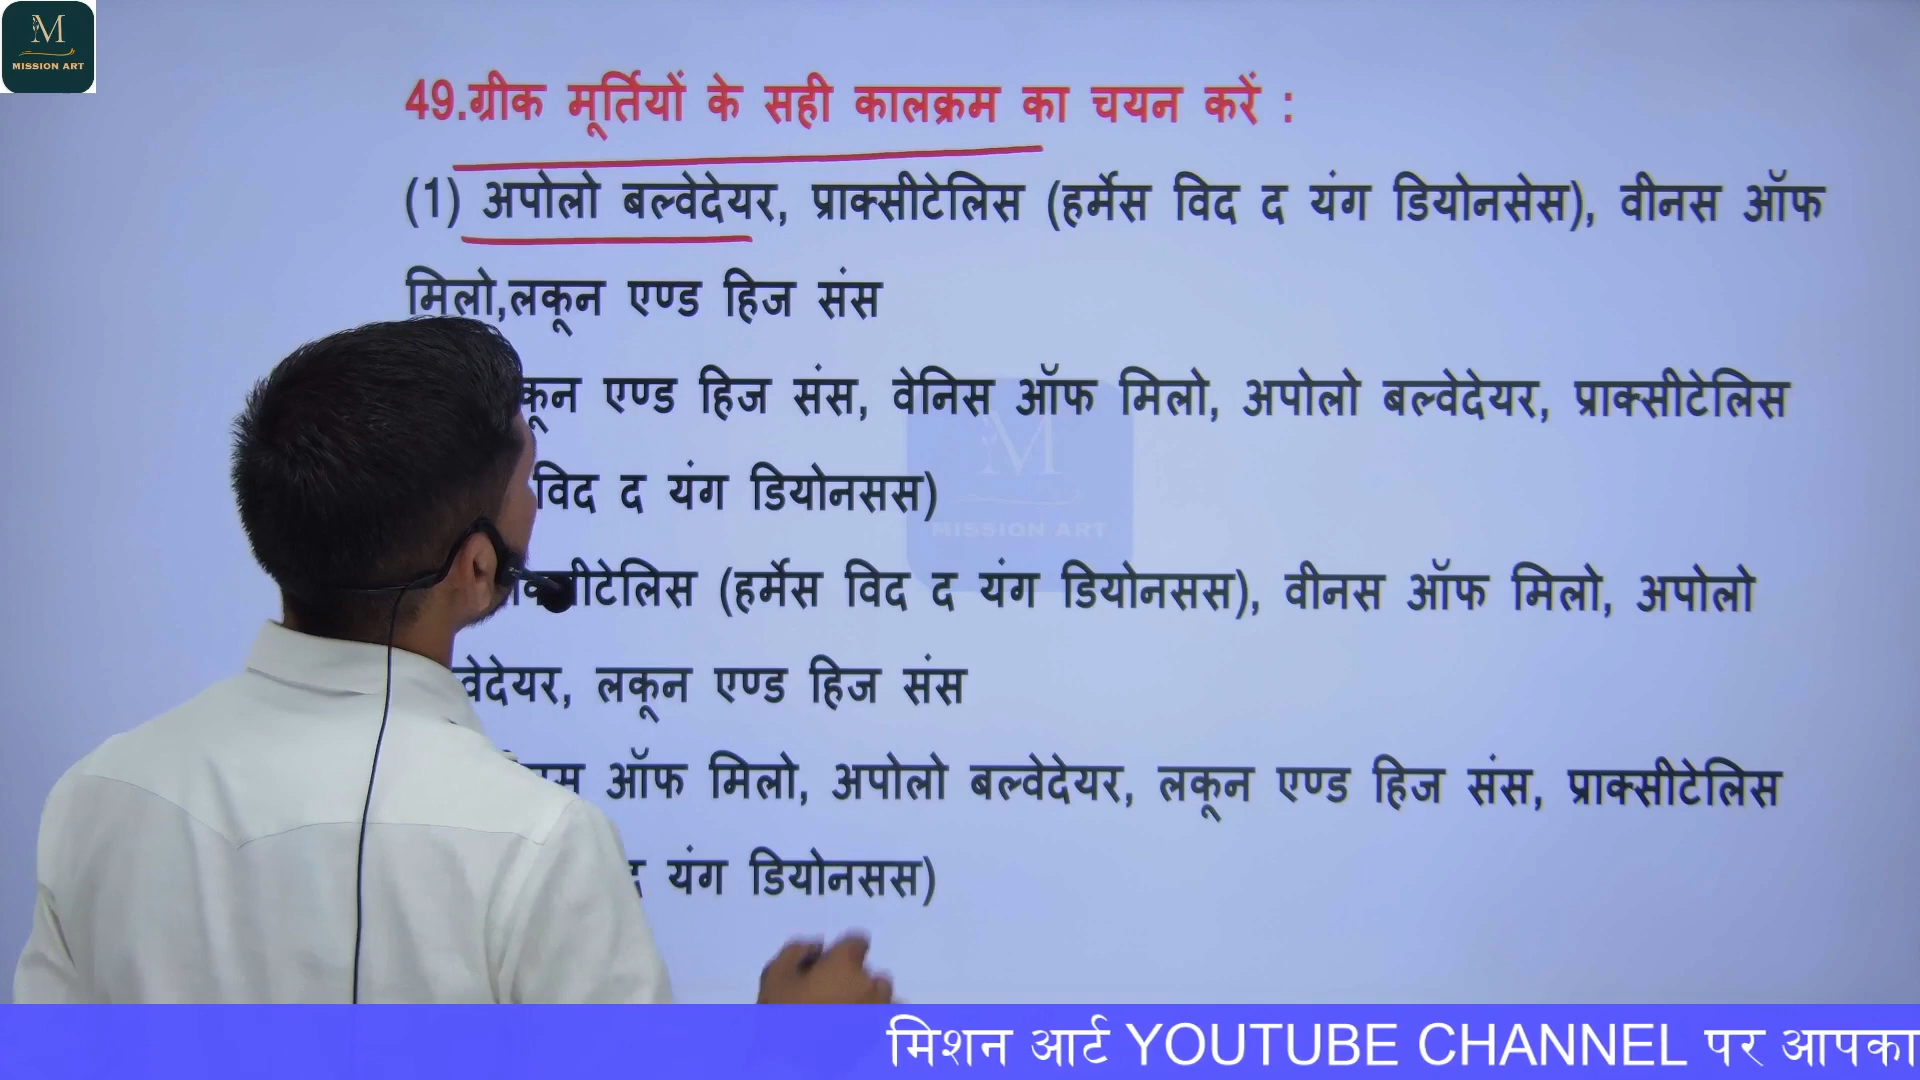 M
MISSION ART
49.ग्रीक मूर्तियों के सही कालक्रम का चयन करें :
(1) अपोलो बल्वेदेयर, प्राक्सीटेलिस (हर्मेस विद द यंग डियोनसेस), वीनस ऑफ
मिलो,लकून एण्ड हिज संस
एण्ड हिज संस, वेनिस ऑफ मिलो, अपोलो बल्वेदेयर, प्राक्सीटेलिस
विद द यंग डियोनसस)
(हर्मेस विद द यंग डियोनसस), वीनस ऑफ मिलो, अपोलो
लकून एण्ड हिज संस
ऑफ मिलो, अपोलो बल्वेदेयर, लकून एण्ड हिज संस, प्राक्सीटेलिस
यंग डियोनसस)
M
MISSION ART
मिशन आर्ट YOUTUBE CHANNEL पर आपका